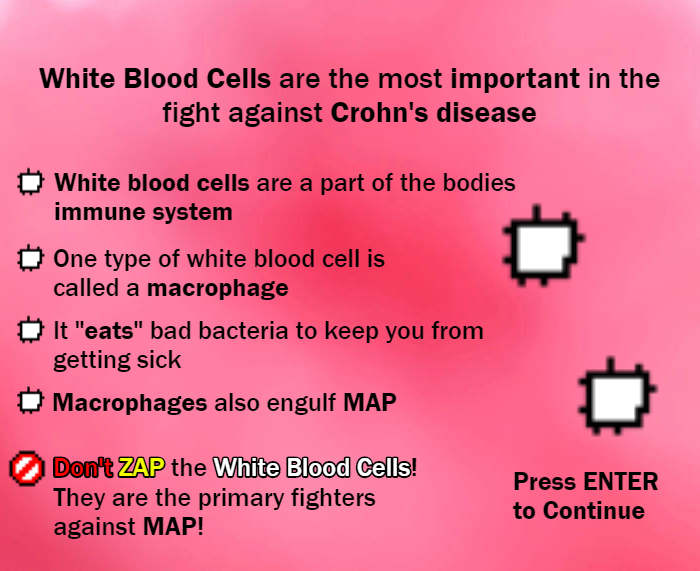 White Blood Cells are the most important in the
fight against Crohn's disease
White blood cells are a part of the bodies
immune system
One type of white blood cell is
called a macrophage
It "eats" bad bacteria to keep you from
getting sick
Macrophages also engulf MAP
Don't ZAP the White Blood Cells!
They are the primary fighters
against MAP!
Press ENTER
to Continue